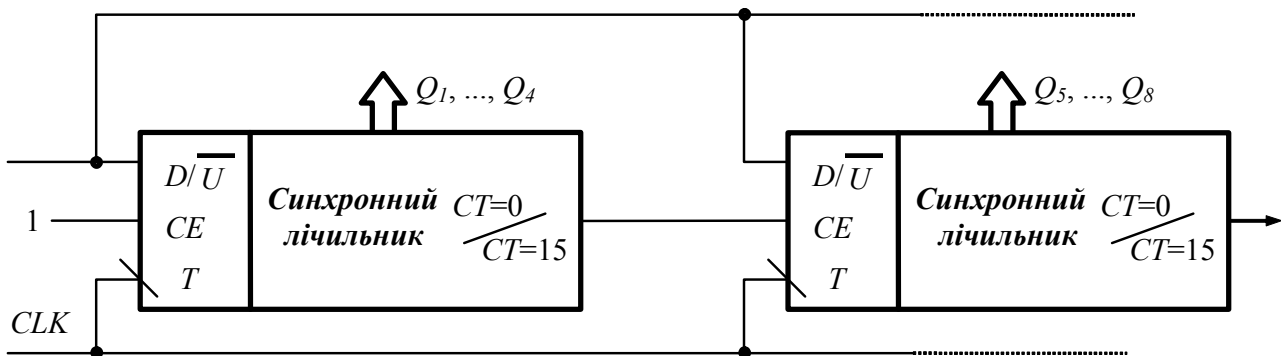 Q1, ..., Q4
Q5, ..., Q8
D/U̅
CE
T
Синхронний
лічильник
CT=0
CT=15
D/U̅
CE
T
Синхронний
лічильник
CT=0
CT=15
1
CLK